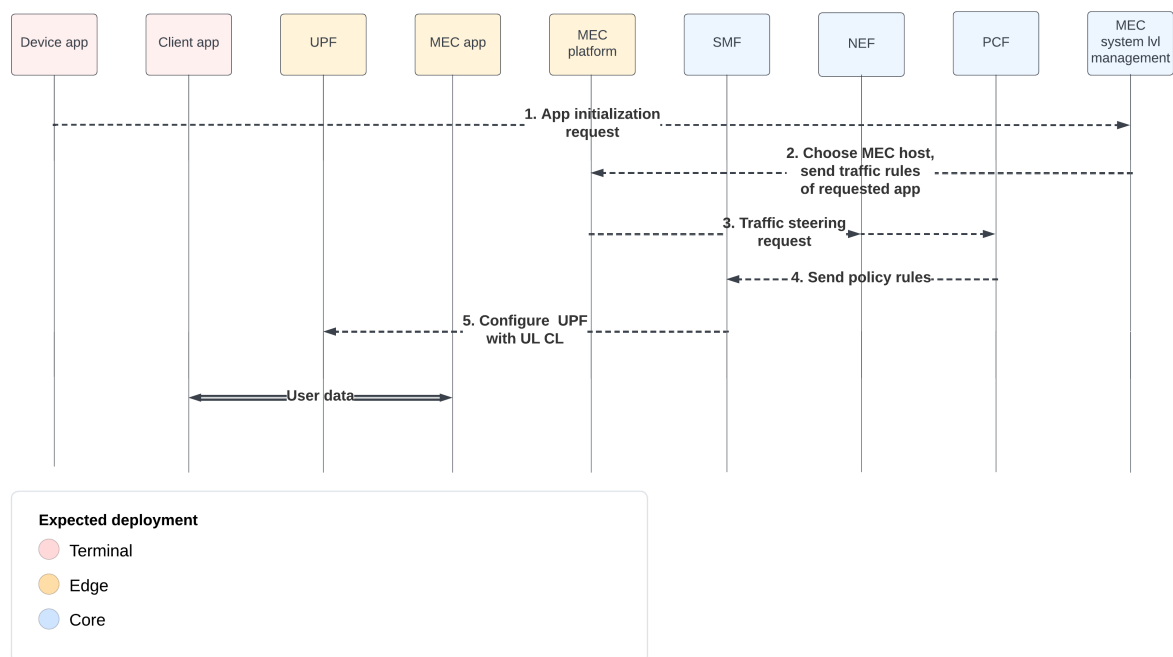 Device app
Client app
UPF
MEC app
MEC
platform
SMF
NEF
PCF
MEC
system lvl
management
1. App initialization
request
2. Choose MEC host,
send traffic rules
of requested app
3. Traffic steering
request
4. Send policy rules
5. Configure  UPF
with UL CL
User data
Expected deployment
Terminal
Edge
Core